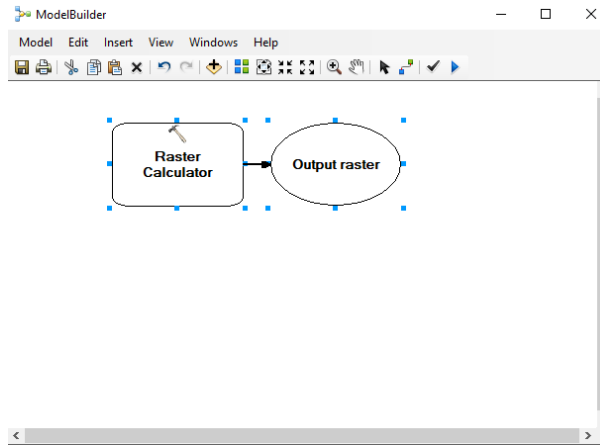 ModelBuilder
Model Edit Insert View Windows Help
Raster
Calculator
Output raster